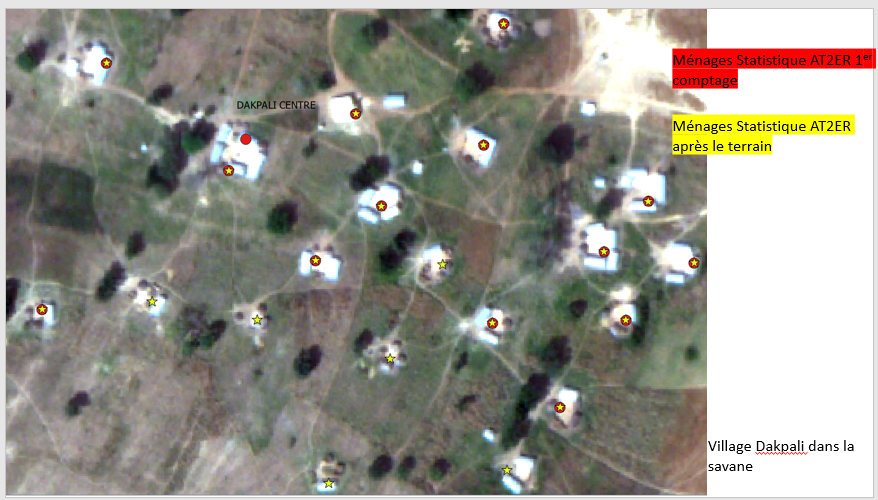 Ménages Statistique AT2ER 1er
comptage
DAKPALI CENTRE
Ménages Statistique AT2ER
après le terrain
Village Dakpali dans la
savane